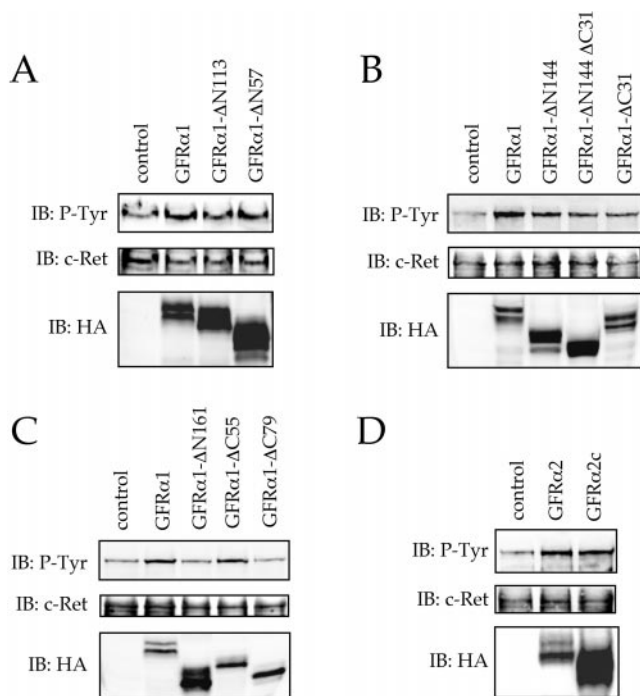 A
control
GFRα1
GFRα1-ΔN113
GFRα1-ΔN57
IB: P-Tyr
IB: c-Ret
IB: HA
B
control
GFRα1
GFRα1-ΔN144
GFRα1-ΔN144 ΔC31
GFRα1-ΔC31
IB: P-Tyr
IB: c-Ret
IB: HA
C
control
GFRα1
GFRα1-ΔN161
GFRα1-ΔC55
GFRα1-ΔC79
IB: P-Tyr
IB: c-Ret
IB: HA
D
control
GFRα2
GFRα2c
IB: P-Tyr
IB: c-Ret
IB: HA